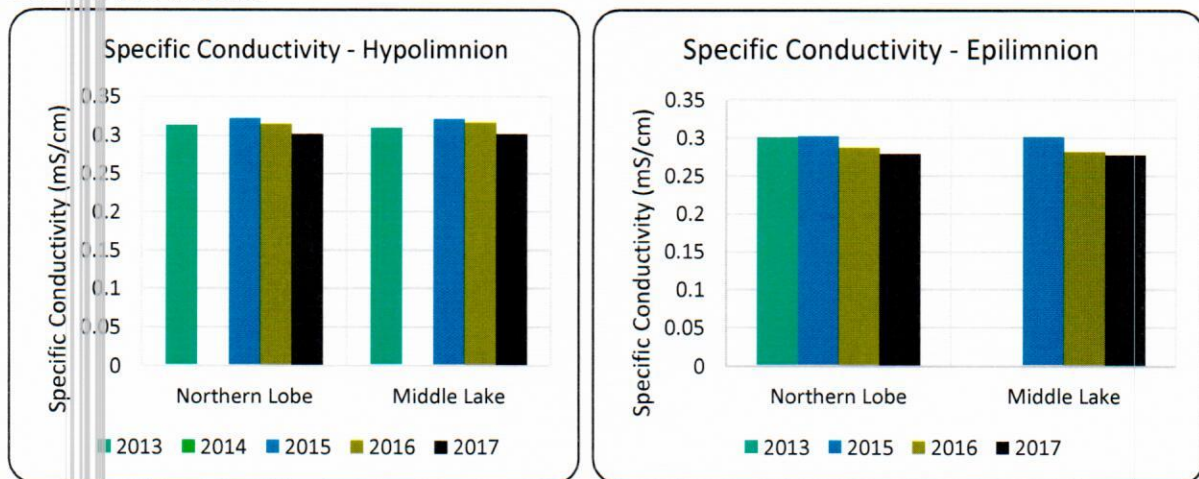 Specific Conductivity - Hypolimnion
Specific Conductivity (mS/cm)
0.35
0.3
0.25
0.2
0.15
0.1
0.05
0
Northern Lobe
Middle Lake
2013 2014 2015 2016 2017
Specific Conductivity - Epilimnion
Specific Conductivity (mS/cm)
0.35
0.3
0.25
0.2
0.15
0.1
0.05
0
Northern Lobe
Middle Lake
2013 2015 2016 2017